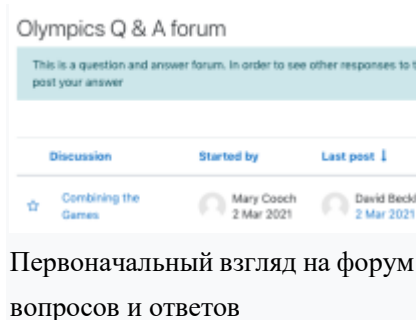 Olympics Q & A forum
This is a question and answer forum. In order to see other responses to
post your answer
Discussion Started by Last post ↓
Combining the Games Mary Cooch 2 Mar 2021 David 2 Mar 2021
Первоначальный взгляд на форум
вопросов и ответов